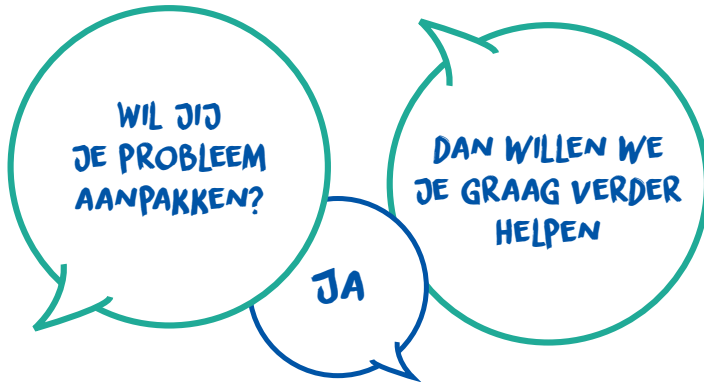 WIL JIJ
JE PROBLEEM
AANPAKKEN?
JA
DAN WILLEN WE
JE GRAAG VERDER
HELPEN